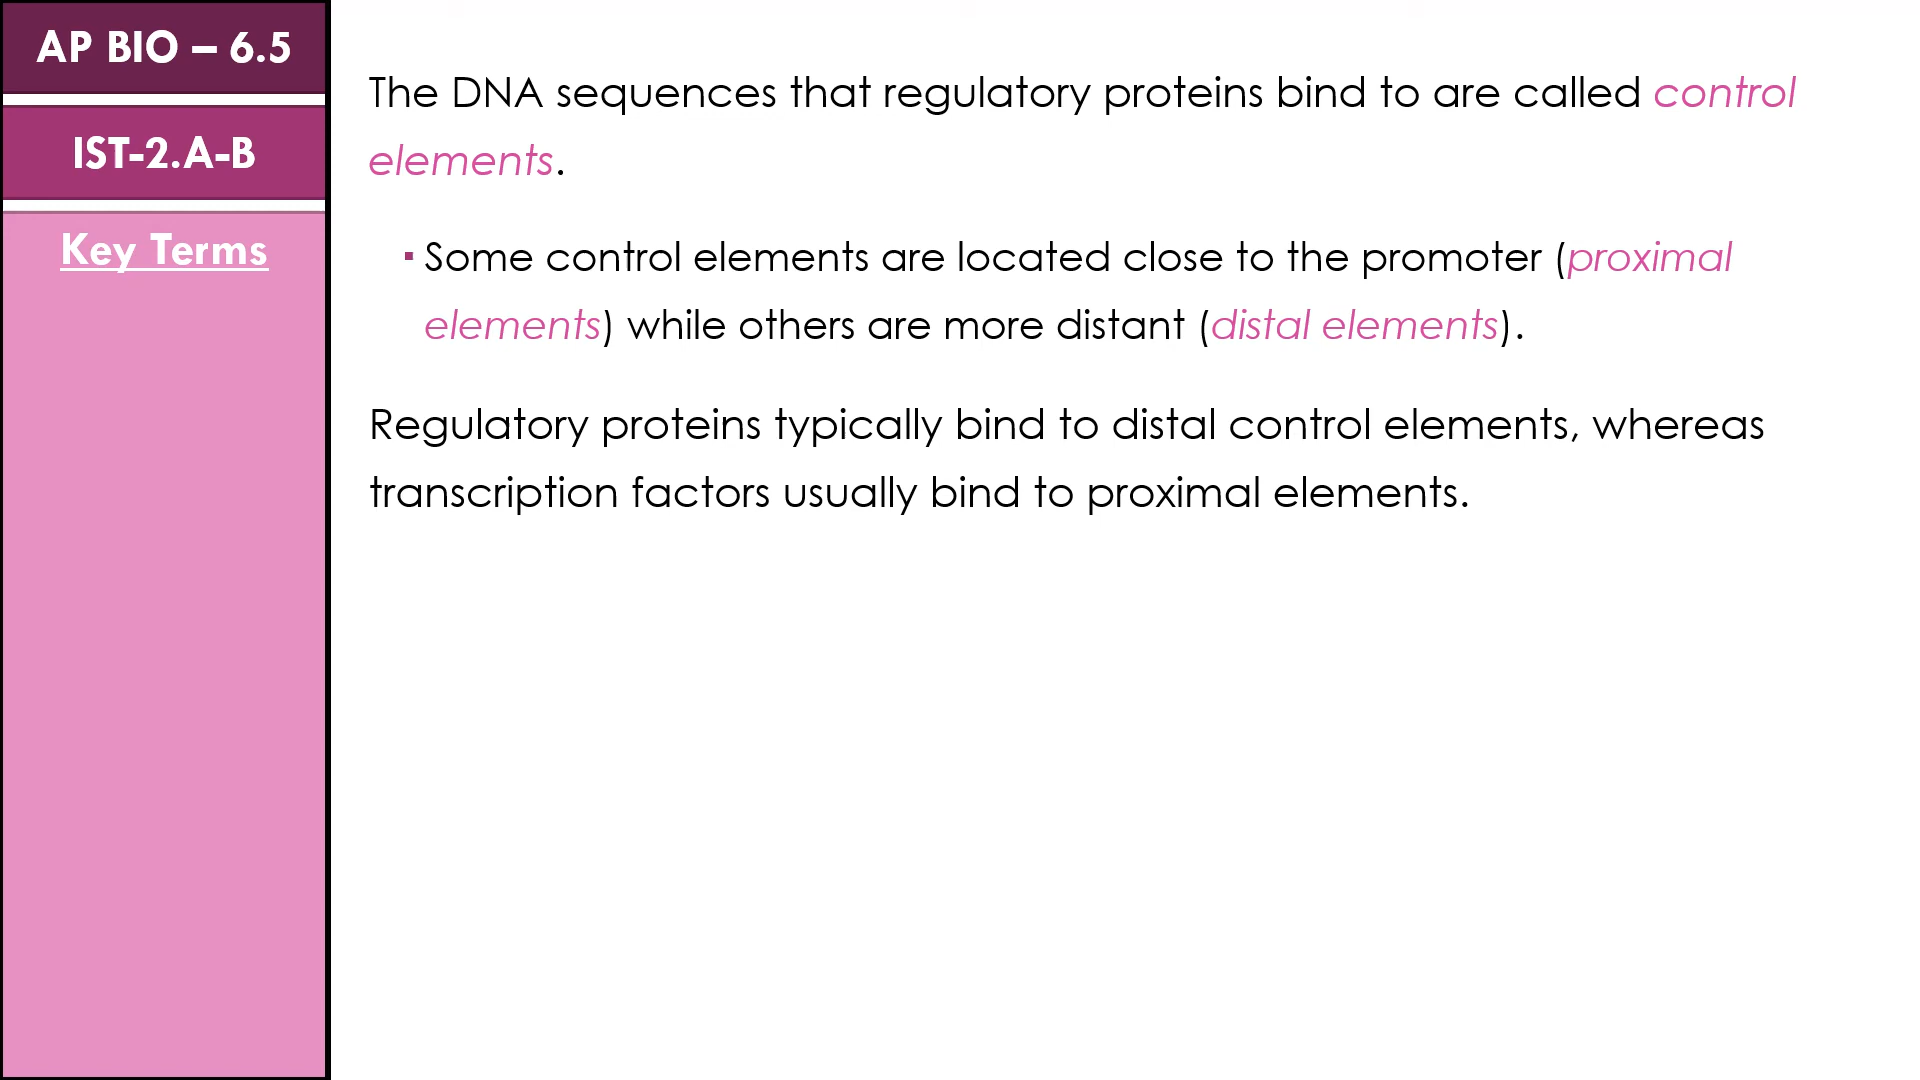 AP BIO – 6.5
IST-2.A-B
Key Terms
The DNA sequences that regulatory proteins bind to are called control
elements.
▪ Some control elements are located close to the promoter (proximal
elements) while others are more distant (distal elements).
Regulatory proteins typically bind to distal control elements, whereas
transcription factors usually bind to proximal elements.